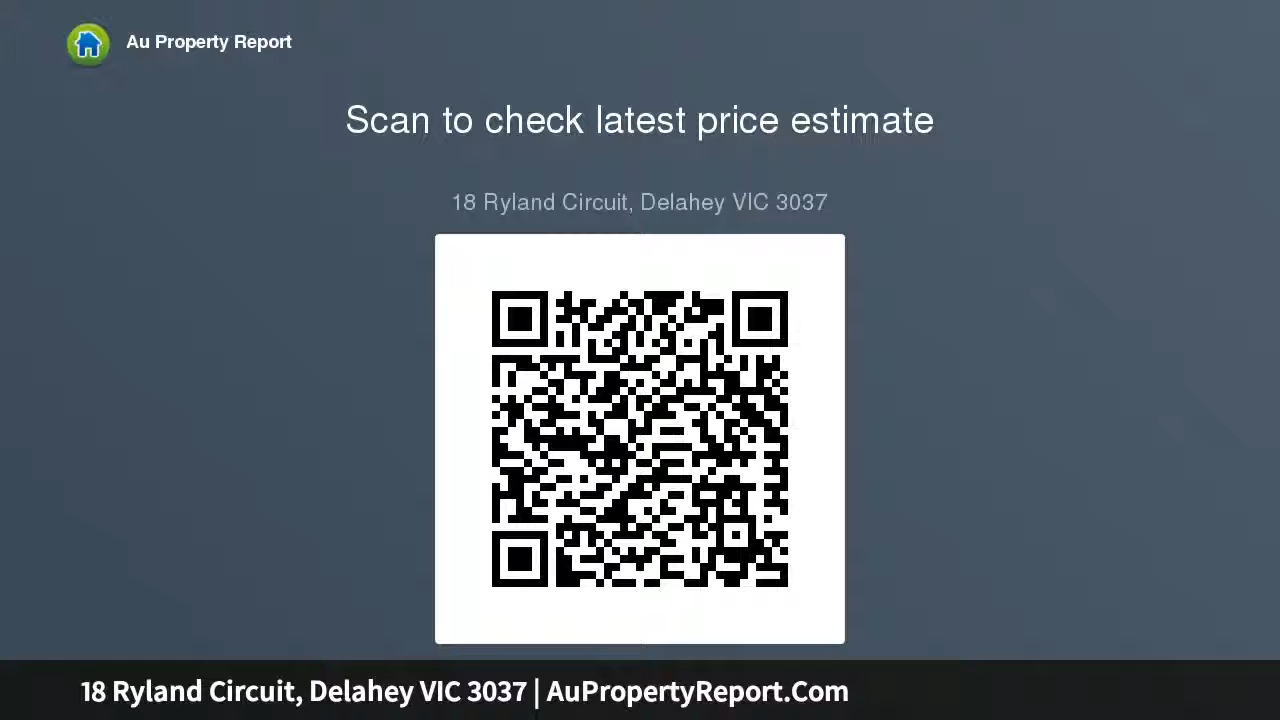 Au Property Report
Scan to check latest price estimate
18 Ryland Circuit, Delahey VIC 3037
18 Ryland Circuit, Delahey VIC 3037 | AuPropertyReport.Com